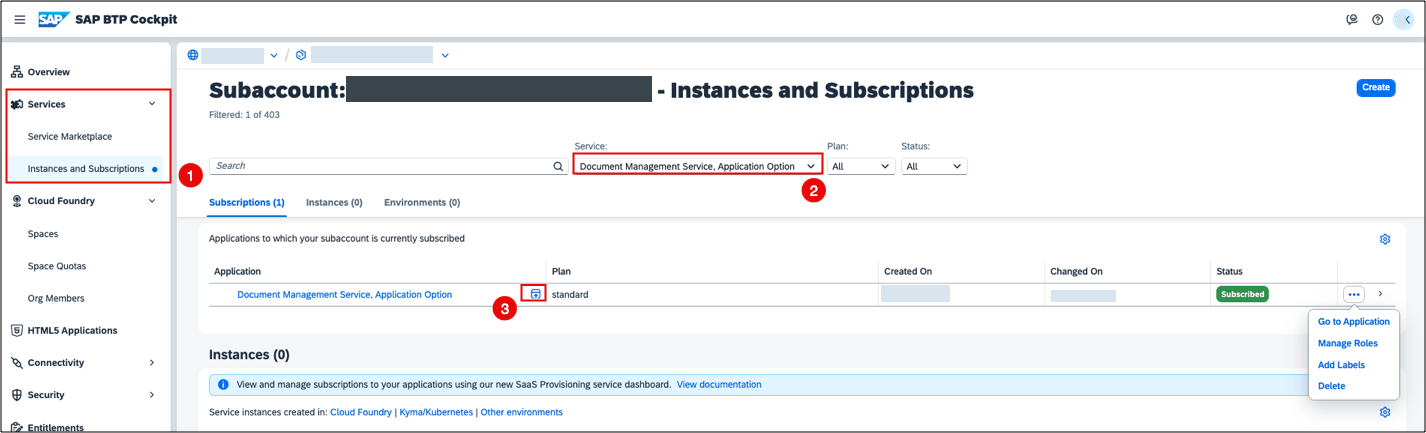 SAP SAP BTP Cockpit
Overview
Services
Service Marketplace
Instances and Subscriptions
Cloud Foundry
Spaces
Space Quotas
Org Members
HTML5 Applications
Connectivity
Security
Entitlements
1
/
Subaccount: - Instances and Subscriptions
Create
Filtered: 1 of 403
Service:
Plan:
Status:
Search
Document Management Service, Application Option
All
All
2
Subscriptions (1)
Instances (0)
Environments (0)
Applications to which your subaccount is currently subscribed
Application
Plan
Created On
Changed On
Status
Document Management Service, Application Option
3
standard
Subscribed
Go to Application
Manage Roles
Add Labels
Delete
Instances (0)
View and manage subscriptions to your applications using our new SaaS Provisioning service dashboard. View documentation
Service instances created in: Cloud Foundry | Kyma/Kubernetes | Other environments